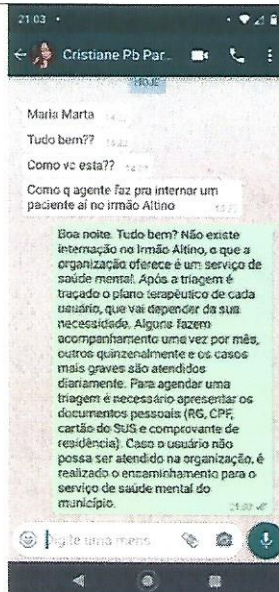 21:03
Cristiane Pb Par...
HOJE
Maria Marta
Tudo bem??
14:22
Como vc esta??
Como q agente faz pra internar um
paciente aí no irmão Altino
Boa noite. Tudo bem? Não existe
internação no Irmão Altino, o que a
organização oferece é um serviço de
saúde mental. Após a triagem é
traçado o plano terapêutico de cada
usuário, que vai depender da sua
necessidade. Alguns fazem
acompanhamento uma vez por mês,
outros quinzenalmente e os casos
mais graves são atendidos
diariamente. Para agendar uma
triagem é necessário apresentar os
documentos pessoais (RG, CPF,
cartão do SUS e comprovante de
residência). Caso o usuário não
possa ser atendido na organização, é
realizado o encaminhamento para o
serviço de saúde mental do
município.
Digite uma mens